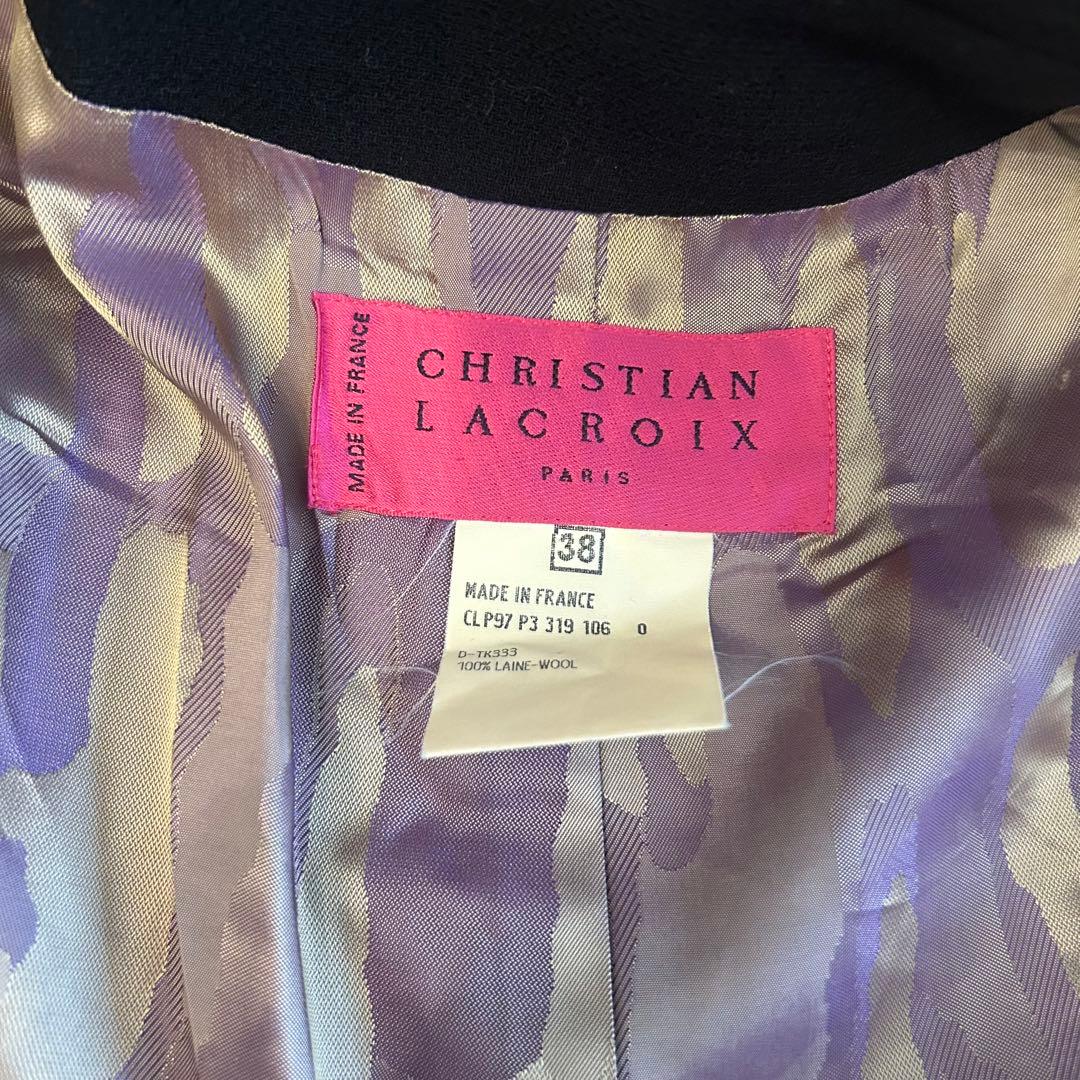 MADE IN FRANCE
CHRISTIAN
LACROIX
PARIS
38
MADE IN FRANCE
CLP97 P3 319 106 0
D-TK333
100% LAINE-WOOL